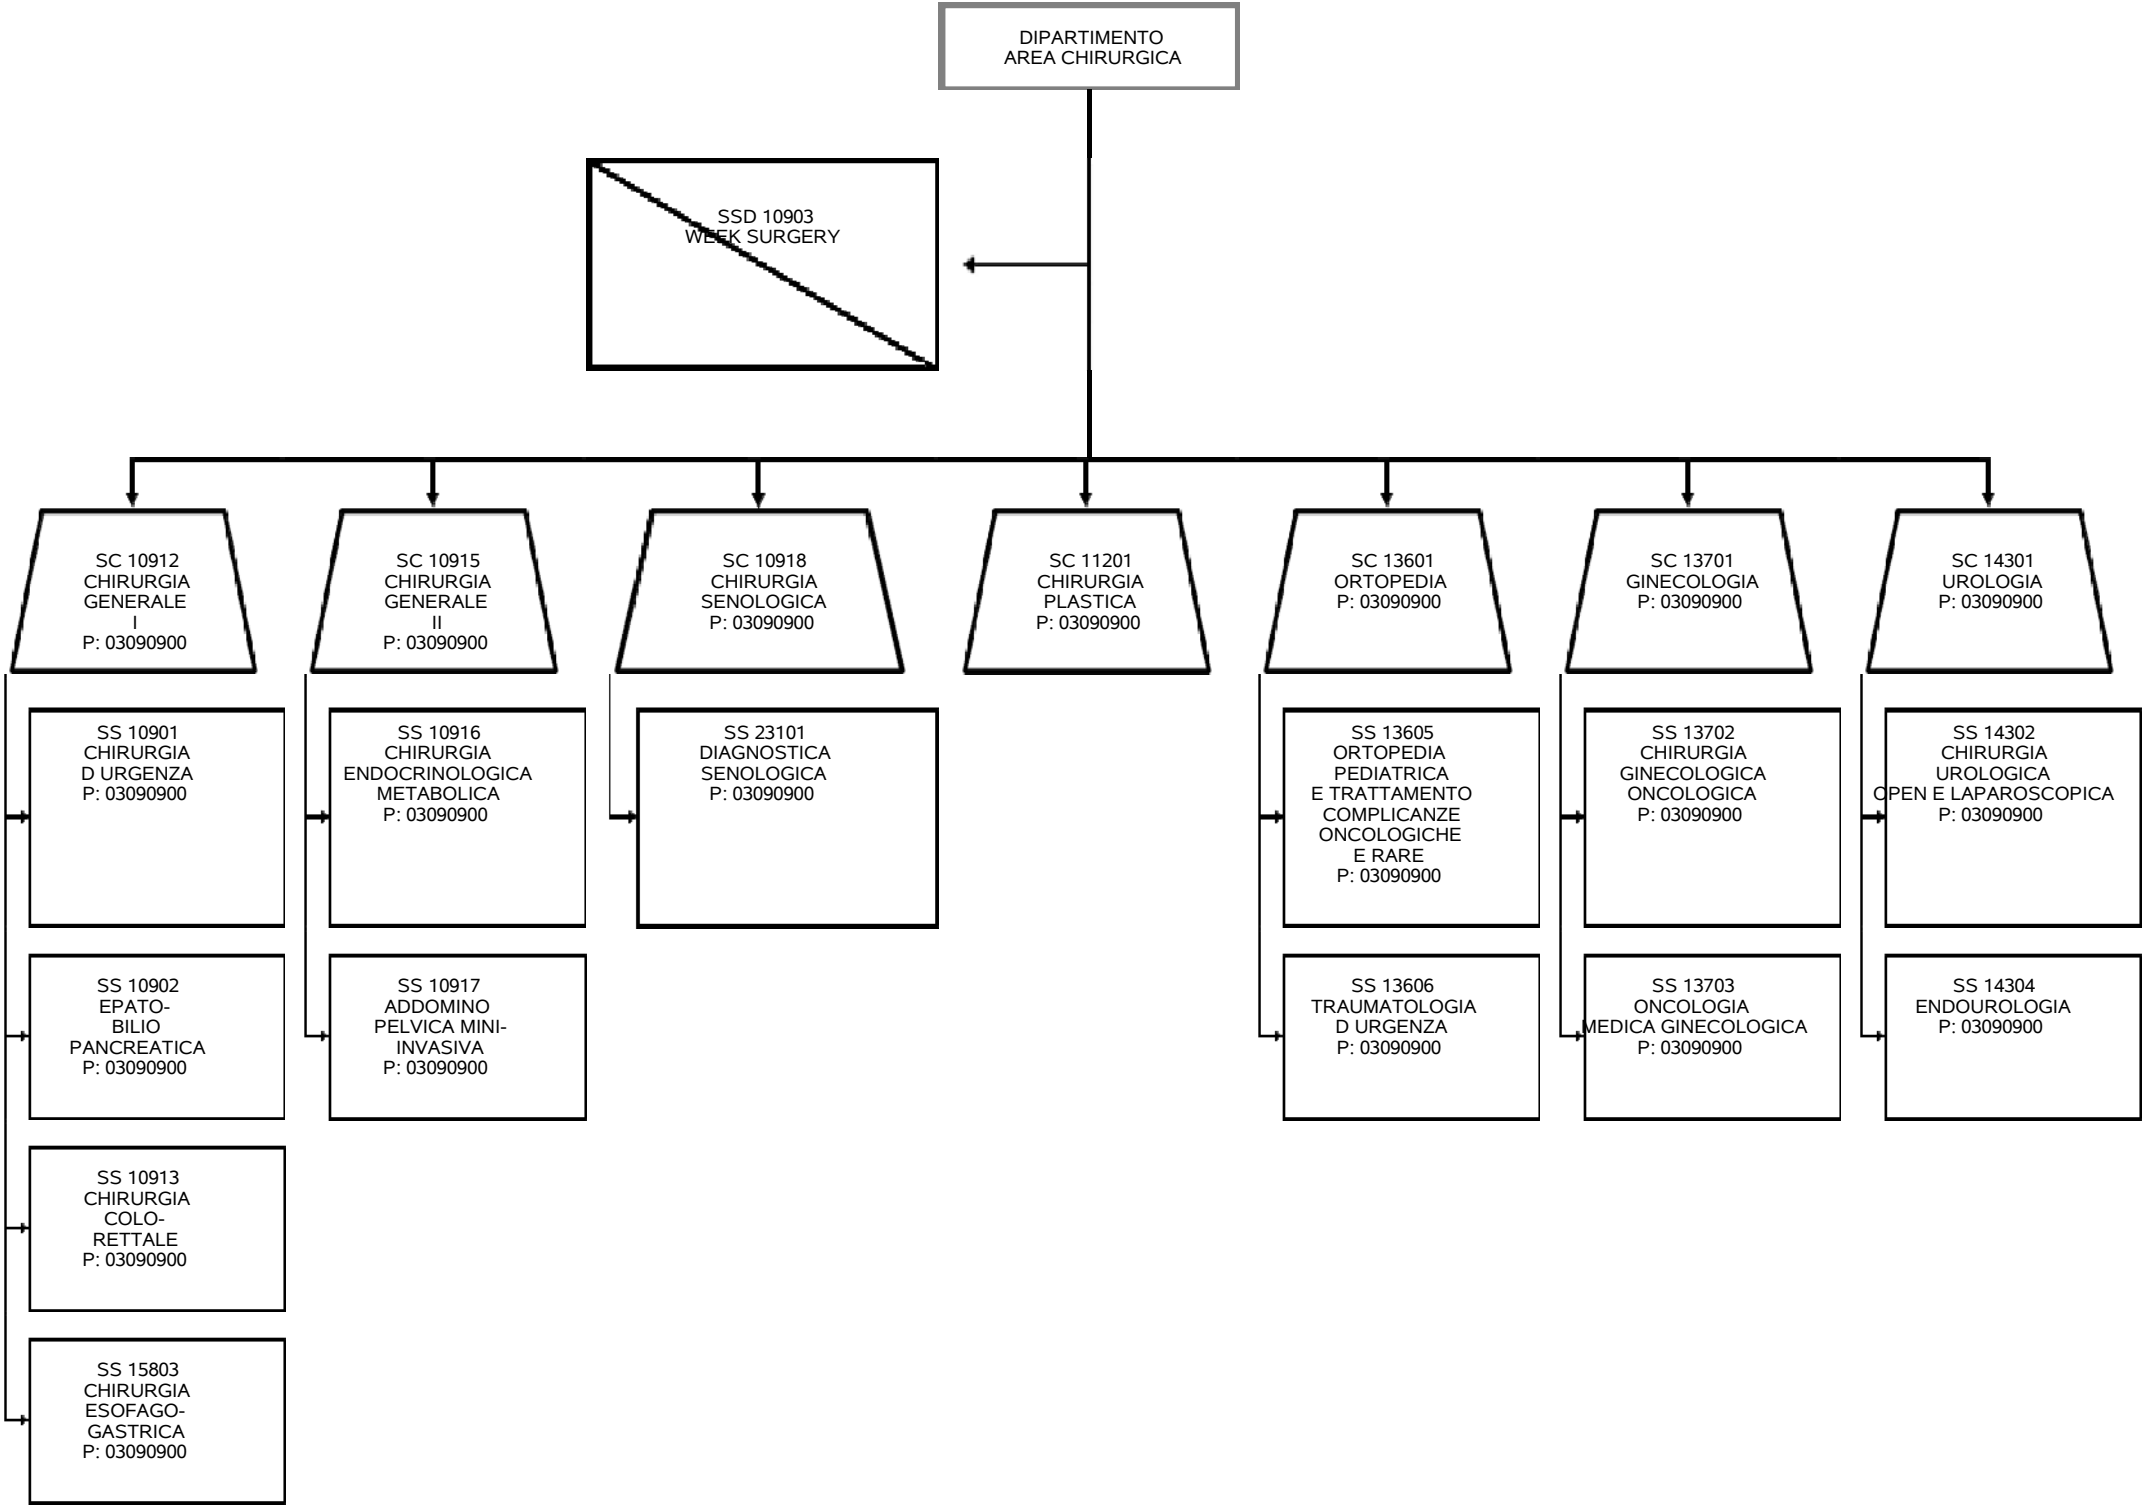 DIPARTIMENTO
AREA CHIRURGICA
SSD 10903
WEEK SURGERY
SC 10912
CHIRURGIA
GENERALE
I
P: 03090900
SC 10915
CHIRURGIA
GENERALE
II
P: 03090900
SC 10918
CHIRURGIA
SENOLOGICA
P: 03090900
SC 11201
CHIRURGIA
PLASTICA
P: 03090900
SC 13601
ORTOPEDIA
P: 03090900
SC 13701
GINECOLOGIA
P: 03090900
SC 14301
UROLOGIA
P: 03090900
SS 10901
CHIRURGIA
D URGENZA
P: 03090900
SS 10916
CHIRURGIA
ENDOCRINOLOGICA
METABOLICA
P: 03090900
SS 23101
DIAGNOSTICA
SENOLOGICA
P: 03090900
SS 13605
ORTOPEDIA
PEDIATRICA
E TRATTAMENTO
COMPLICANZE
ONCOLOGICHE
E RARE
P: 03090900
SS 13702
CHIRURGIA
GINECOLOGICA
ONCOLOGICA
P: 03090900
SS 14302
CHIRURGIA
UROLOGICA
OPEN E LAPAROSCOPICA
P: 03090900
SS 10902
EPATO-
BILIO
PANCREATICA
P: 03090900
SS 10917
ADDOMINO
PELVICA MINI-
INVASIVA
P: 03090900
SS 13606
TRAUMATOLOGIA
D URGENZA
P: 03090900
SS 13703
ONCOLOGIA
MEDICA GINECOLOGICA
P: 03090900
SS 14304
ENDOUROLOGIA
P: 03090900
SS 10913
CHIRURGIA
COLO-
RETTALE
P: 03090900
SS 15803
CHIRURGIA
ESOFAGO-
GASTRICA
P: 03090900